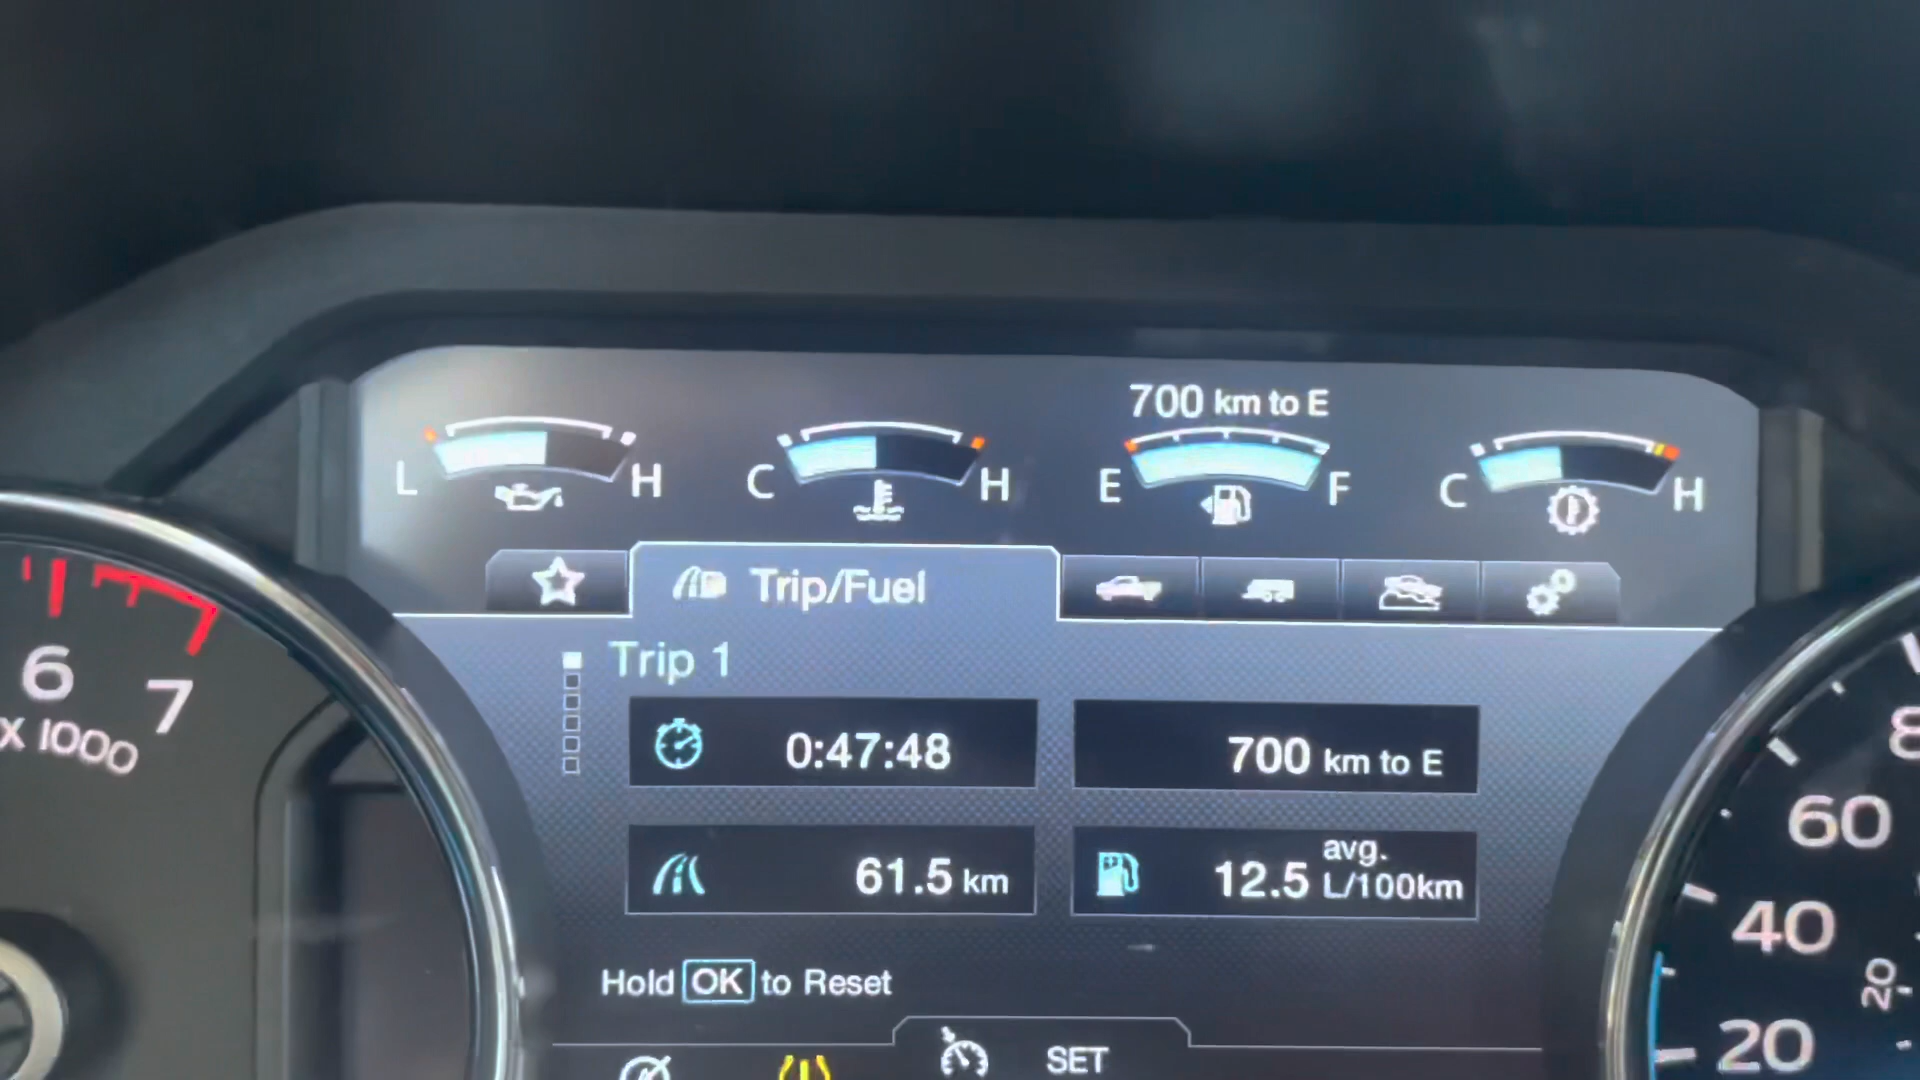 700 km to E
L H C H E F C H
Trip/Fuel
Trip 1
0:47:48
700 km to E
61.5 km
12.5 avg. L/100km
Hold OK to Reset
SET
6 7
X 1000
60
40
20
20